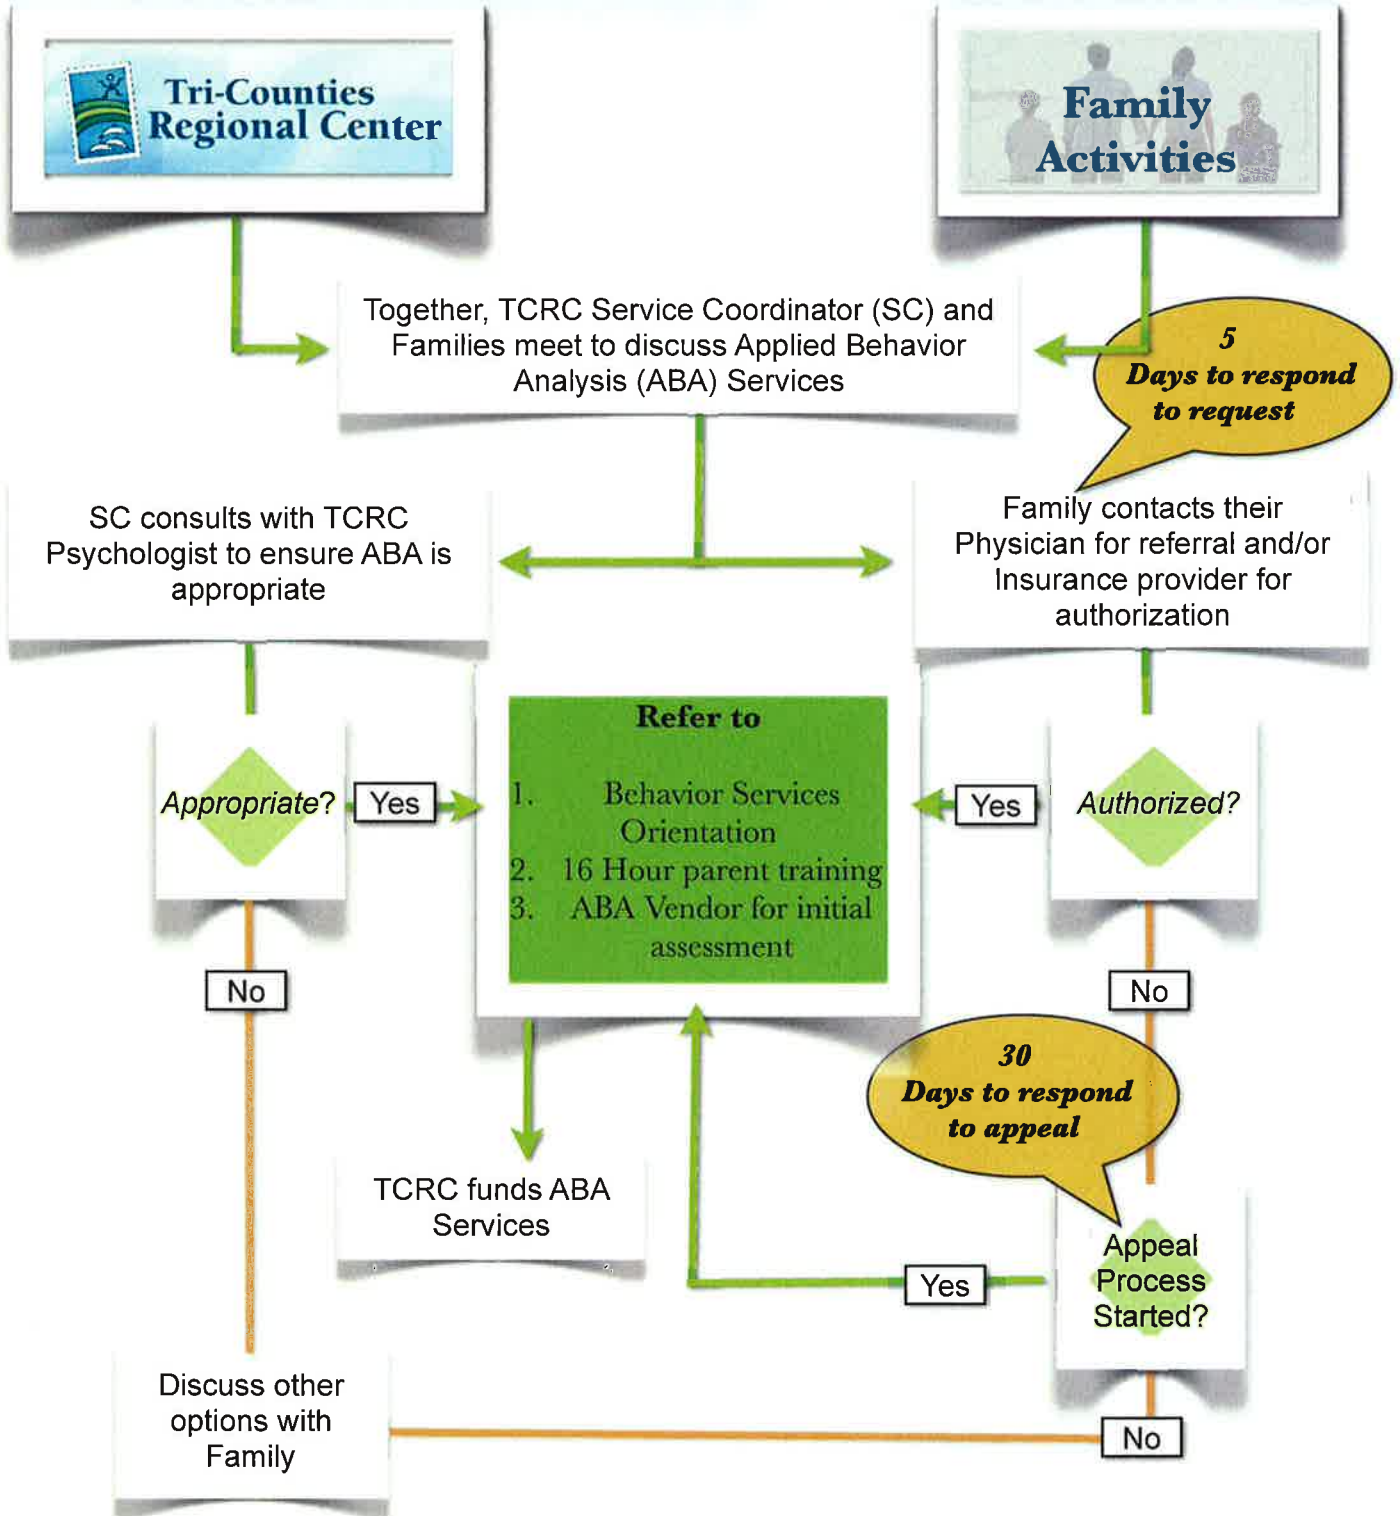 Tri-Counties
Regional Center
Family
Activities
Together, TCRC Service Coordinator (SC) and
Families meet to discuss Applied Behavior
Analysis (ABA) Services
5
Days to respond
to request
SC consults with TCRC
Psychologist to ensure ABA is
appropriate
Family contacts their
Physician for referral and/or
Insurance provider for
authorization
Appropriate?
Yes
Refer to
1. Behavior Services
Orientation
2. 16 Hour parent training
3. ABA Vendor for initial
assessment
Yes
Authorized?
No
No
30
Days to respond
to appeal
TCRC funds ABA
Services
Yes
Appeal
Process
Started?
Discuss other
options with
Family
No